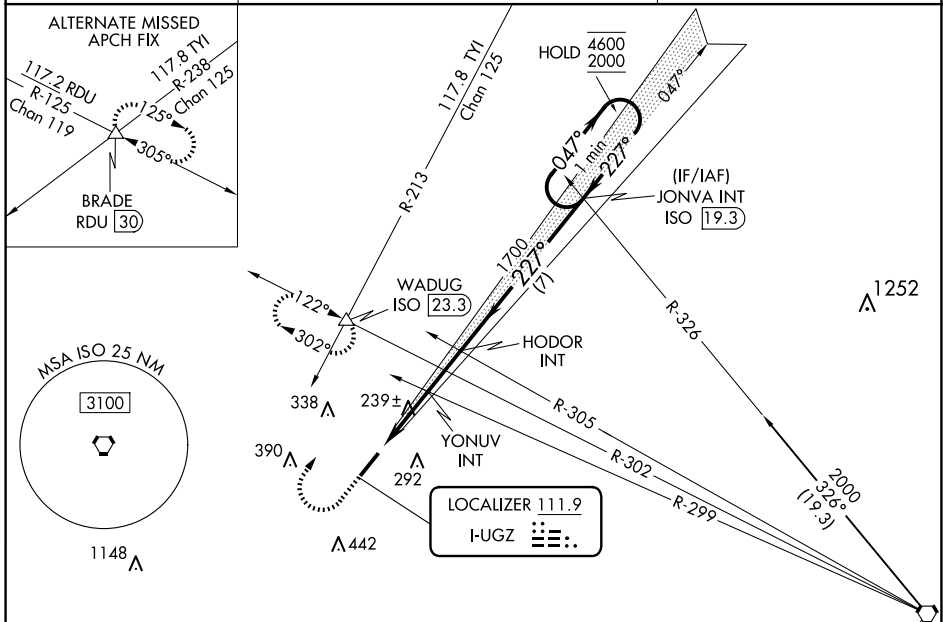 ALTERNATE MISSED
APCH FIX
117.2 RDU
R-125
Chan 119
117.8 TYI
R-238
Chan 125
125°
305°
BRADE
RDU 30
117.8 TYI
Chan 125
R-213
HOLD 4600
2000
047°
047°
1 min
227°
(IF/IAF)
JONVA INT
ISO 19.3
1700
227°
(7)
WADUG
ISO 23.3
122°
302°
1252
R-326
HODOR
INT
MSA ISO 25 NM
3100
338
239±
R-305
YONUV
INT
R-302
390
292
R-299
2000
326°
(19.3)
LOCALIZER 111.9
I-UGZ
442
1148